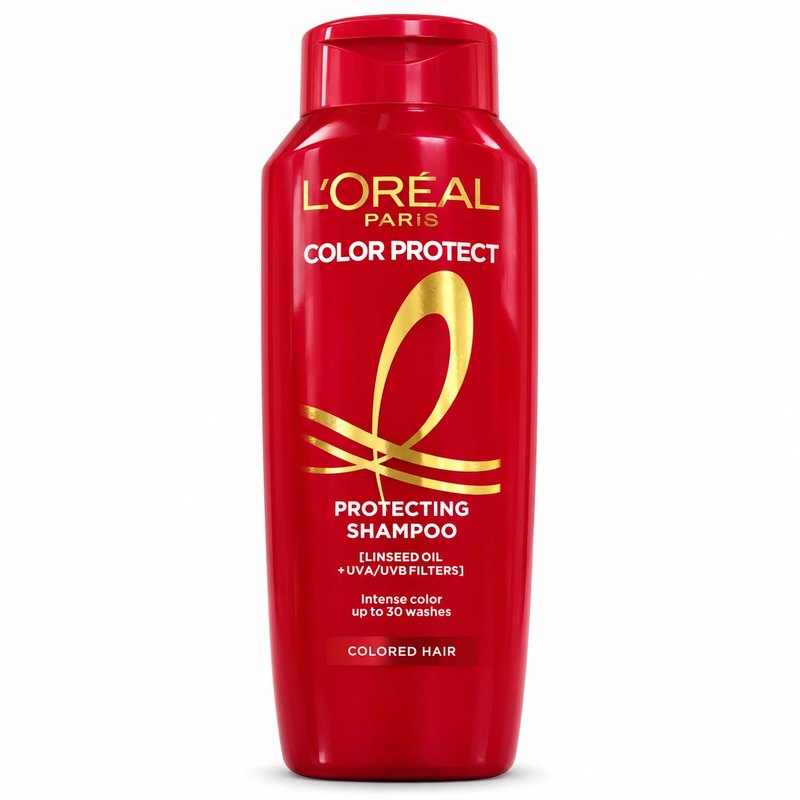 L'ORÉAL
PARiS
COLOR PROTECT
PROTECTING
SHAMPOO
[LINSEED OIL
+UVA/UVB FILTERS]
Intense color
up to 30 washes
COLORED HAIR